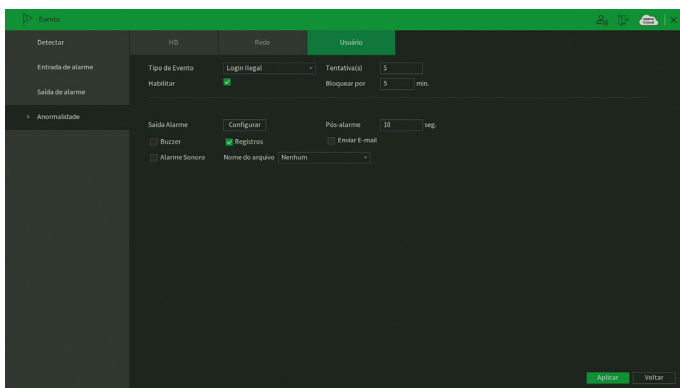 Evento
Detectar
Entrada de alarme
Saída de alarme
Anormalidade
HD Rede Usuário
Tipo de Evento Login Ilegal Tentativa(s) 5
Habilitar Bloquear por 5 min.
Saída Alarme Configurar Pós-alarme 10 seg.
Buzzer Registros Enviar E-mail
Alarme Sonoro Nome do arquivo Nenhum
Aplicar Voltar